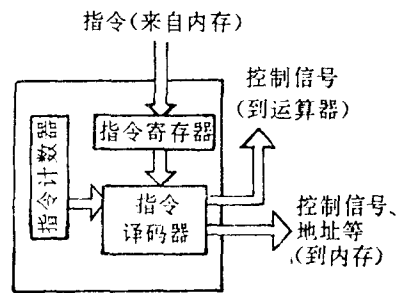 指令(来自内存)
控制信号
(到运算器)
指令寄存器
指令计数器
指令
译码器
控制信号、
地址等
(到内存)